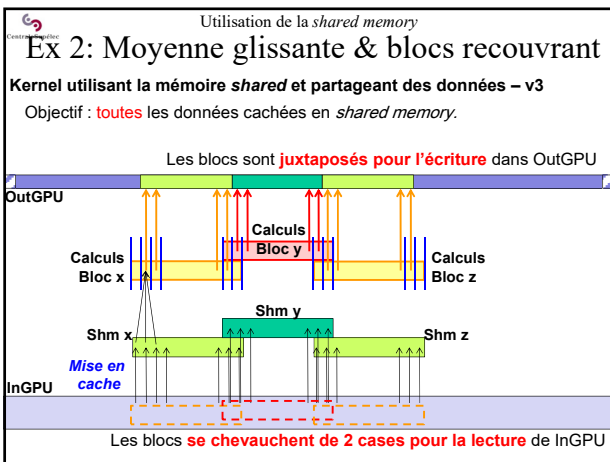 CentraleSupélec
Utilisation de la shared memory
Ex 2: Moyenne glissante & blocs recouvrant
Kernel utilisant la mémoire shared et partageant des données – v3
Objectif : toutes les données cachées en shared memory.
Les blocs sont juxtaposés pour l'écriture dans OutGPU
OutGPU
Calculs
Bloc y
Calculs
Bloc x
Calculs
Bloc z
Shm y
Shm x
Shm z
Mise en
cache
InGPU
Les blocs se chevauchent de 2 cases pour la lecture de InGPU